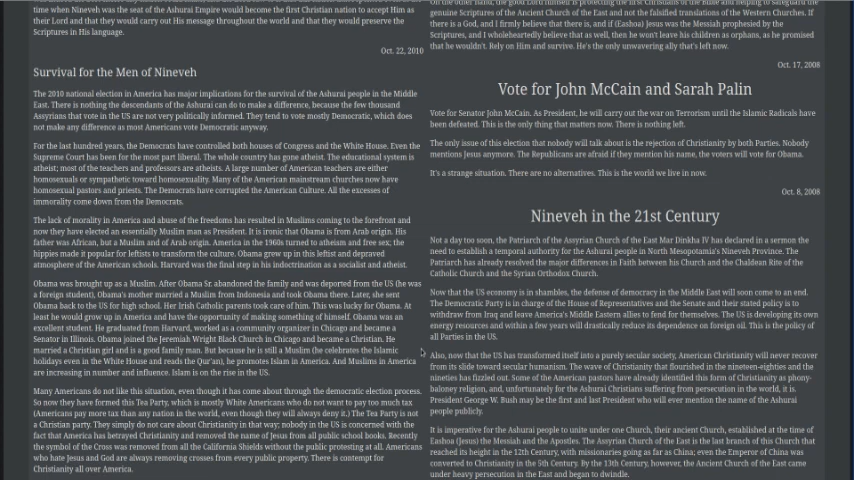 time when Nineveh was the seat of the Ashurai Empire would become the first Christian nation to accept Him as
their Lord and that they would carry out His message throughout the world and that they would preserve the
Scriptures in His language.
Oct. 22, 2010
Survival for the Men of Nineveh
The 2010 national election in America has major implications for the survival of the Ashurai people in the Middle
East. There is nothing the descendants of the Ashurai can do to make a difference, because the few thousand
Assyrians that vote in the US are not very politically informed. They tend to vote mostly Democratic, which does
not make any difference as most Americans vote Democratic anyway.
For the last hundred years, the Democrats have controlled both houses of Congress and the White House. Even the
Supreme Court has been for the most part liberal. The whole country has gone atheist. The educational system is
atheist; most of the teachers and professors are atheists. A large number of American teachers are either
homosexuals or sympathetic toward homosexuality. Many of the American mainstream churches now have
homosexual pastors and priests. The Democrats have corrupted the American Culture. All the excesses of
immorality come down from the Democrats.
The lack of morality in America and abuse of the freedoms has resulted in Muslims coming to the forefront and
now they have elected an essentially Muslim man as President. It is ironic that Obama is from Arab origin. His
father was African, but a Muslim and of Arab origin. America in the 1960s turned to atheism and free sex; the
hippies made it popular for leftists to transform the culture. Obama grew up in this leftist and depraved
atmosphere of the American schools. Harvard was the final step in his indoctrination as a socialist and atheist.
Obama was brought up as a Muslim. After Obama Sr. abandoned the family and was deported from the US (he was
a foreign student), Obama's mother married a Muslim from Indonesia and took Obama there. Later, she sent
Obama back to the US for high school. Her Irish Catholic parents took care of him. This was lucky for Obama. At
least he would grow up in America and have the opportunity of making something of himself. Obama was an
excellent student. He graduated from Harvard, worked as a community organizer in Chicago and became a
Senator in Illinois. Obama joined the Jeremiah Wright Black Church in Chicago and became a Christian. He
married a Christian girl and is a good family man. But because he is still a Muslim (he celebrates the Islamic
holidays even in the White House and reads the Qur'an), he promotes Islam in America. And Muslims in America
are increasing in number and influence. Islam is on the rise in the US.
Many Americans do not like this situation, even though it has come about through the democratic election process.
So now they have formed this Tea Party, which is mostly White Americans who do not want to pay too much tax
(Americans pay more tax than any nation in the world, even though they will always deny it.) The Tea Party is not
a Christian party. They simply do not care about Christianity in that way; nobody in the US is concerned with the
fact that America has betrayed Christianity and removed the name of Jesus from all public school books. Recently
the symbol of the Cross was removed from all the California Shields without the public protesting at all. Americans
who hate Jesus and God are always removing crosses from every public property. There is contempt for
Christianity all over America.
genuine Scriptures of the Ancient Church of the East and not the falsified translations of the Western Churches. If
there is a God, and I firmly believe that there is, and if (Eashoa) Jesus was the Messiah prophesied by the
Scriptures, and I wholeheartedly believe that as well, then he won't leave his children as orphans, as he promised
that he wouldn't. Rely on Him and survive. He's the only unwavering ally that's left now.
Oct. 17, 2008
Vote for John McCain and Sarah Palin
Vote for Senator John McCain. As President, he will carry out the war on Terrorism until the Islamic Radicals have
been defeated. This is the only thing that matters now. There is nothing left.
The only issue of this election that nobody will talk about is the rejection of Christianity by both Parties. Nobody
mentions Jesus anymore. The Republicans are afraid if they mention his name, the voters will vote for Obama.
It's a strange situation. There are no alternatives. This is the world we live in now.
Oct. 8, 2008
Nineveh in the 21st Century
Not a day too soon, the Patriarch of the Assyrian Church of the East Mar Dinkha IV has declared in a sermon the
need to establish a temporal authority for the Ashurai people in North Mesopotamia's Nineveh Province. The
Patriarch has already resolved the major differences in Faith between his Church and the Chaldean Rite of the
Catholic Church and the Syrian Orthodox Church.
Now that the US economy is in shambles, the defense of democracy in the Middle East will soon come to an end.
The Democratic Party is in charge of the House of Representatives and the Senate and their stated policy is to
withdraw from Iraq and leave America's Middle Eastern allies to fend for themselves. The US is developing its own
energy resources and within a few years will drastically reduce its dependence on foreign oil. This is the policy of
all Parties in the US.
Also, now that the US has transformed itself into a purely secular society, American Christianity will never recover
from its slide toward secular humanism. The wave of Christianity that flourished in the nineteen-eighties and the
nineties has fizzled out. Some of the American pastors have already identified this form of Christianity as phony-
baloney religion, and, unfortunately for the Ashurai Christians suffering from persecution in the world, it is.
President George W. Bush may be the first and last President who will ever mention the name of the Ashurai
people publicly.
It is imperative for the Ashurai people to unite under one Church, their ancient Church, established at the time of
Eashoa (Jesus) the Messiah and the Apostles. The Assyrian Church of the East is the last branch of this Church that
reached its height in the 12th Century, with missionaries going as far as China; even the Emperor of China was
converted to Christianity in the 5th Century. By the 13th Century, however, the Ancient Church of the East came
under heavy persecution in the East and began to dwindle.